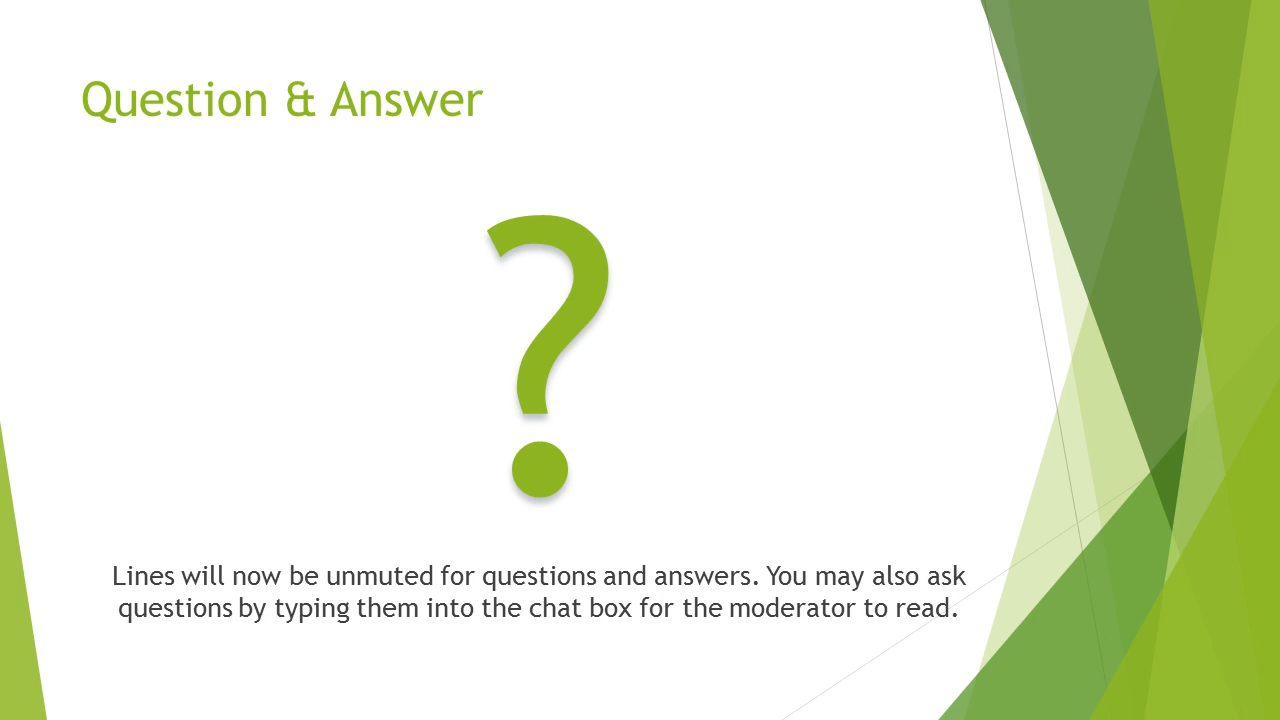 Question & Answer
?
Lines will now be unmuted for questions and answers. You may also ask
questions by typing them into the chat box for the moderator to read.